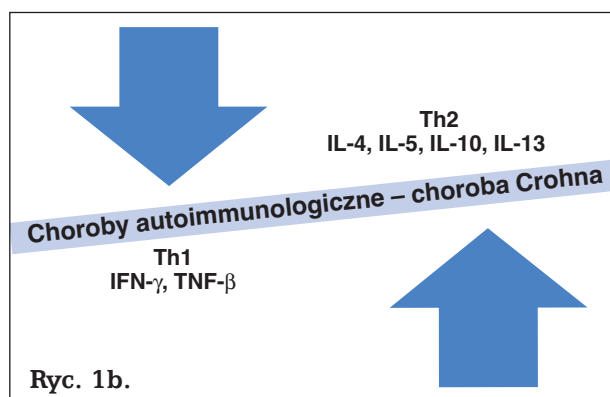 Th2
IL-4, IL-5, IL-10, IL-13
Choroby autoimmunologiczne – choroba Crohna
Th1
IFN-γ, TNF-β
Ryc. 1b.